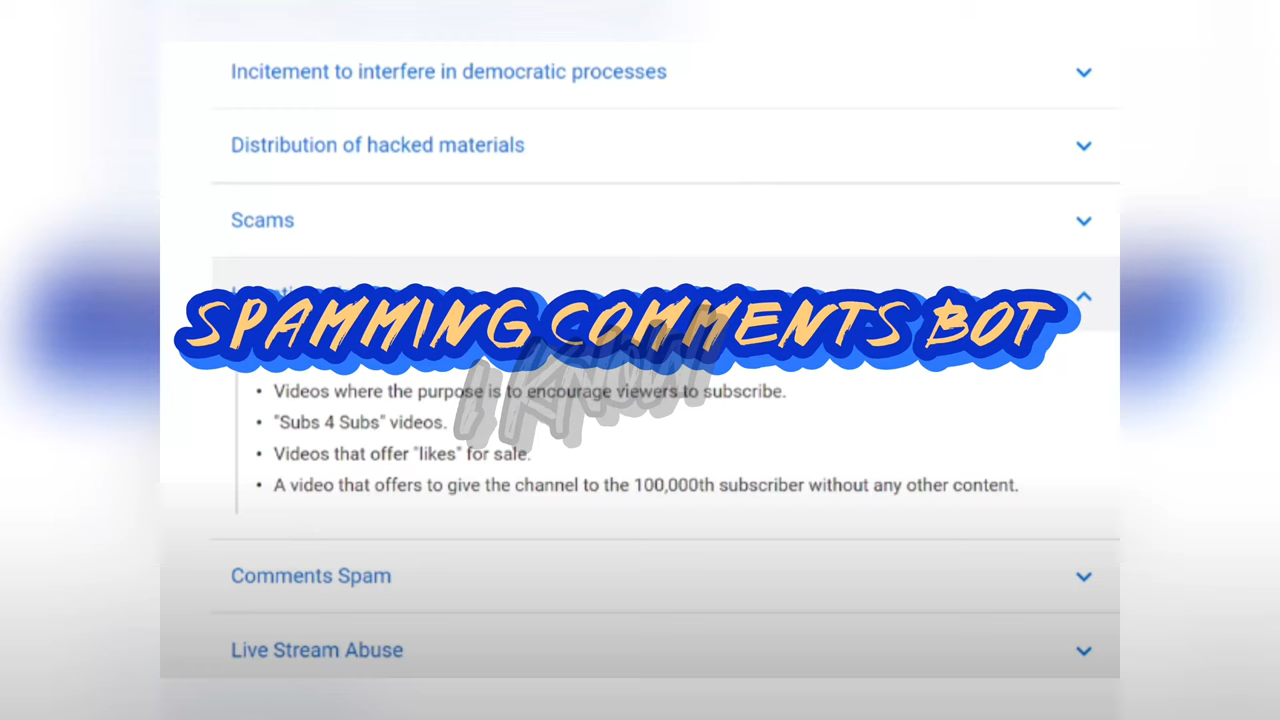 Incitement to interfere in democratic processes
Distribution of hacked materials
Scams
SPAMMING COMMENTS BOT
I KNOW
• Videos where the purpose is to encourage viewers to subscribe.
• "Subs 4 Subs" videos.
• Videos that offer "likes" for sale.
• A video that offers to give the channel to the 100,000th subscriber without any other content.
Comments Spam
Live Stream Abuse